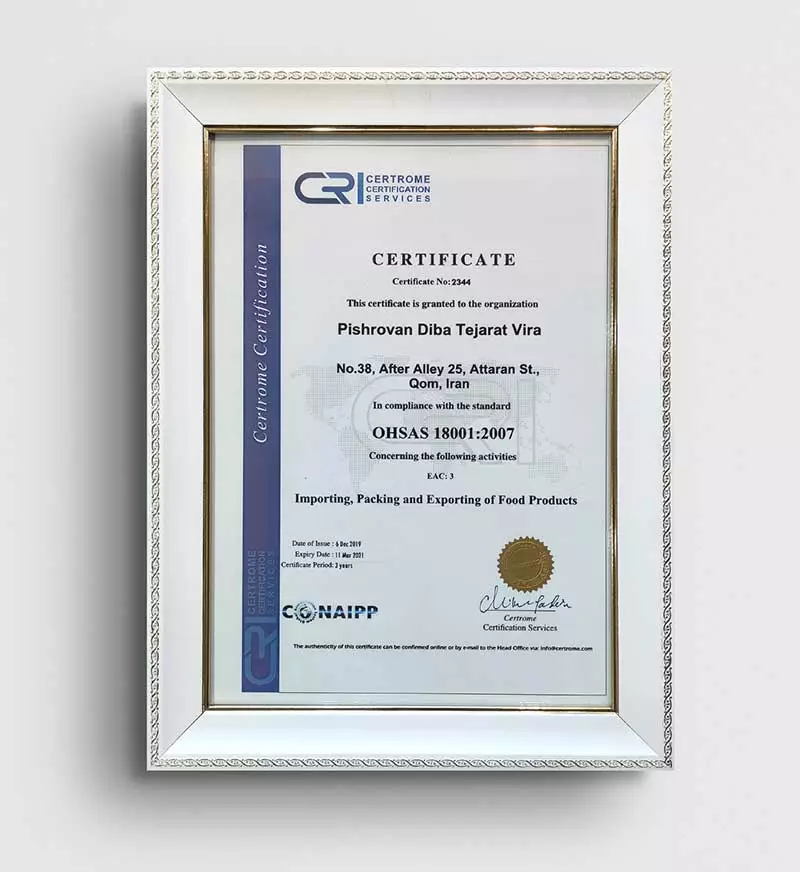 CRI CERTROME
CERTIFICATION
SERVICES
Certrome Certification
CERTIFICATE
Certificate No:2344
This certificate is granted to the organization
Pishrovan Diba Tejarat Vira
No.38, After Alley 25, Attaran St.,
Qom, Iran
In compliance with the standard
OHSAS 18001:2007
Concerning the following activities
EAC: 3
Importing, Packing and Exporting of Food Products
Date of Issue : 6 Dec 2019
Expiry Date : 11 Mar 2021
Certificate Period: 3 years
CONAIPP
Certrome
Certification Services
The authenticity of this certificate can be confirmed online or by e-mail to the Head Office via: info@certrome.com
CRI CERTROME
CERTIFICATION
SERVICES
CRI